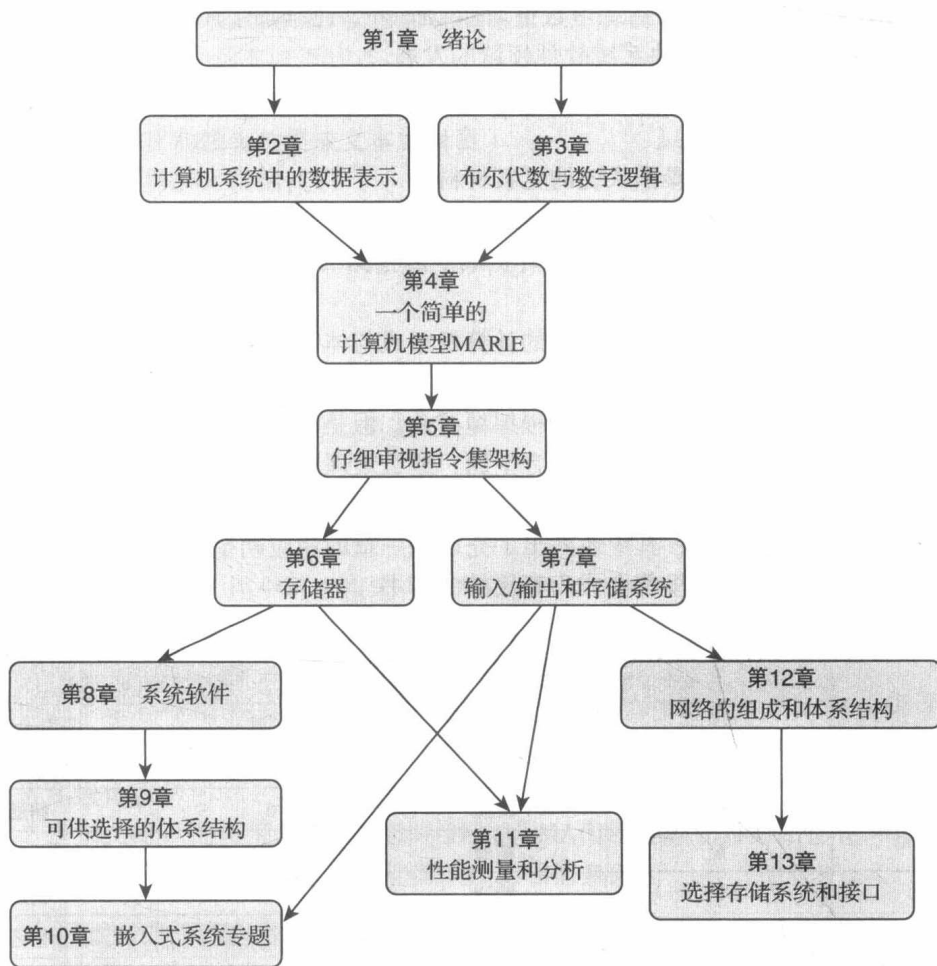 第1章 绪论
第2章
计算机系统中的数据表示
第3章
布尔代数与数字逻辑
第4章
一个简单的
计算机模型MARIE
第5章
仔细审视指令集架构
第6章
存储器
第7章
输入/输出和存储系统
第8章 系统软件
第12章
网络的组成和体系结构
第9章
可供选择的体系结构
第11章
性能测量和分析
第13章
选择存储系统和接口
第10章 嵌入式系统专题